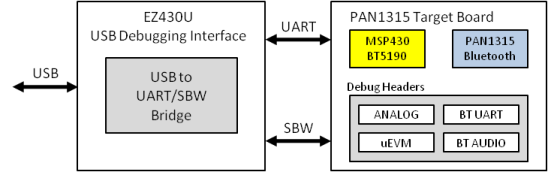 EZ430U
USB Debugging Interface
USB
USB to
UART/SBW
Bridge
UART
SBW
PAN1315 Target Board
MSP430
BT5190
PAN1315
Bluetooth
Debug Headers
ANALOG
BT UART
uEVM
BT AUDIO